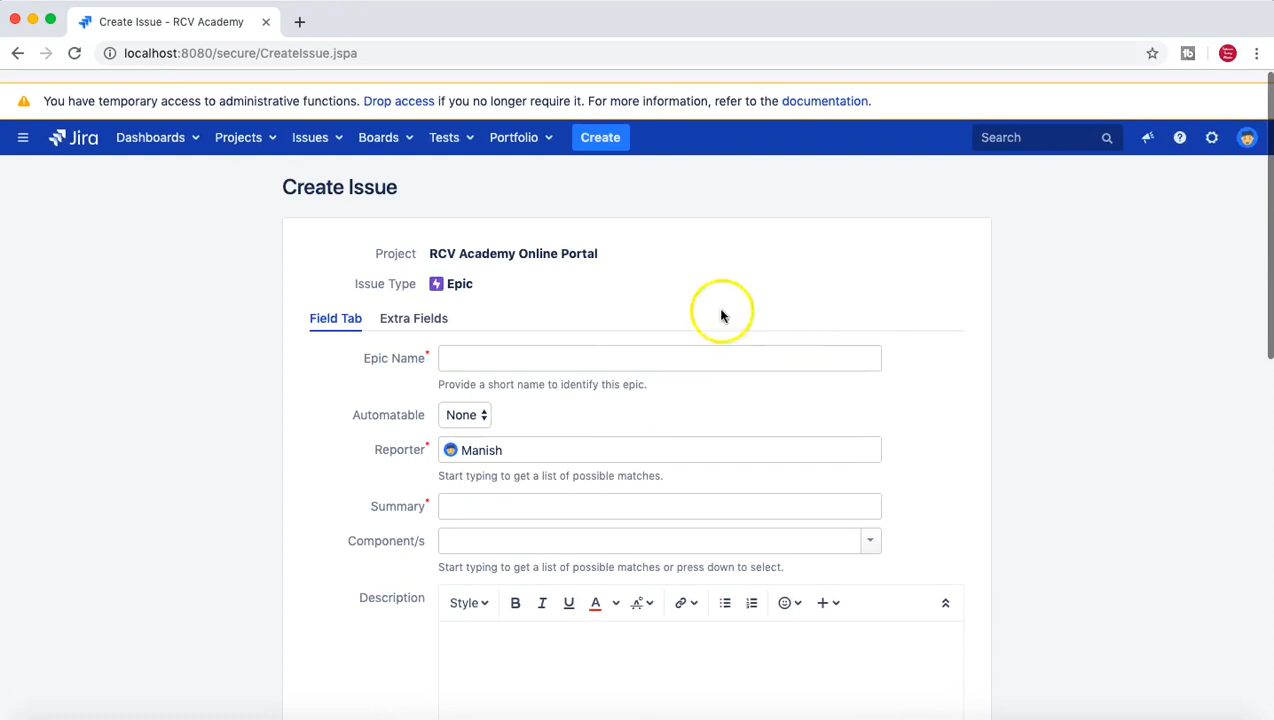 Create Issue - RCV Academy
localhost:8080/secure/CreateIssue.jspa
You have temporary access to administrative functions. Drop access if you no longer require it. For more information, refer to the documentation.
Jira Dashboards Projects Issues Boards Tests Portfolio Create Search
Create Issue
Project RCV Academy Online Portal
Issue Type Epic
Field Tab Extra Fields
Epic Name*
Provide a short name to identify this epic.
Automatable None
Reporter* Manish
Start typing to get a list of possible matches.
Summary*
Component/s
Start typing to get a list of possible matches or press down to select.
Description Style B I U A